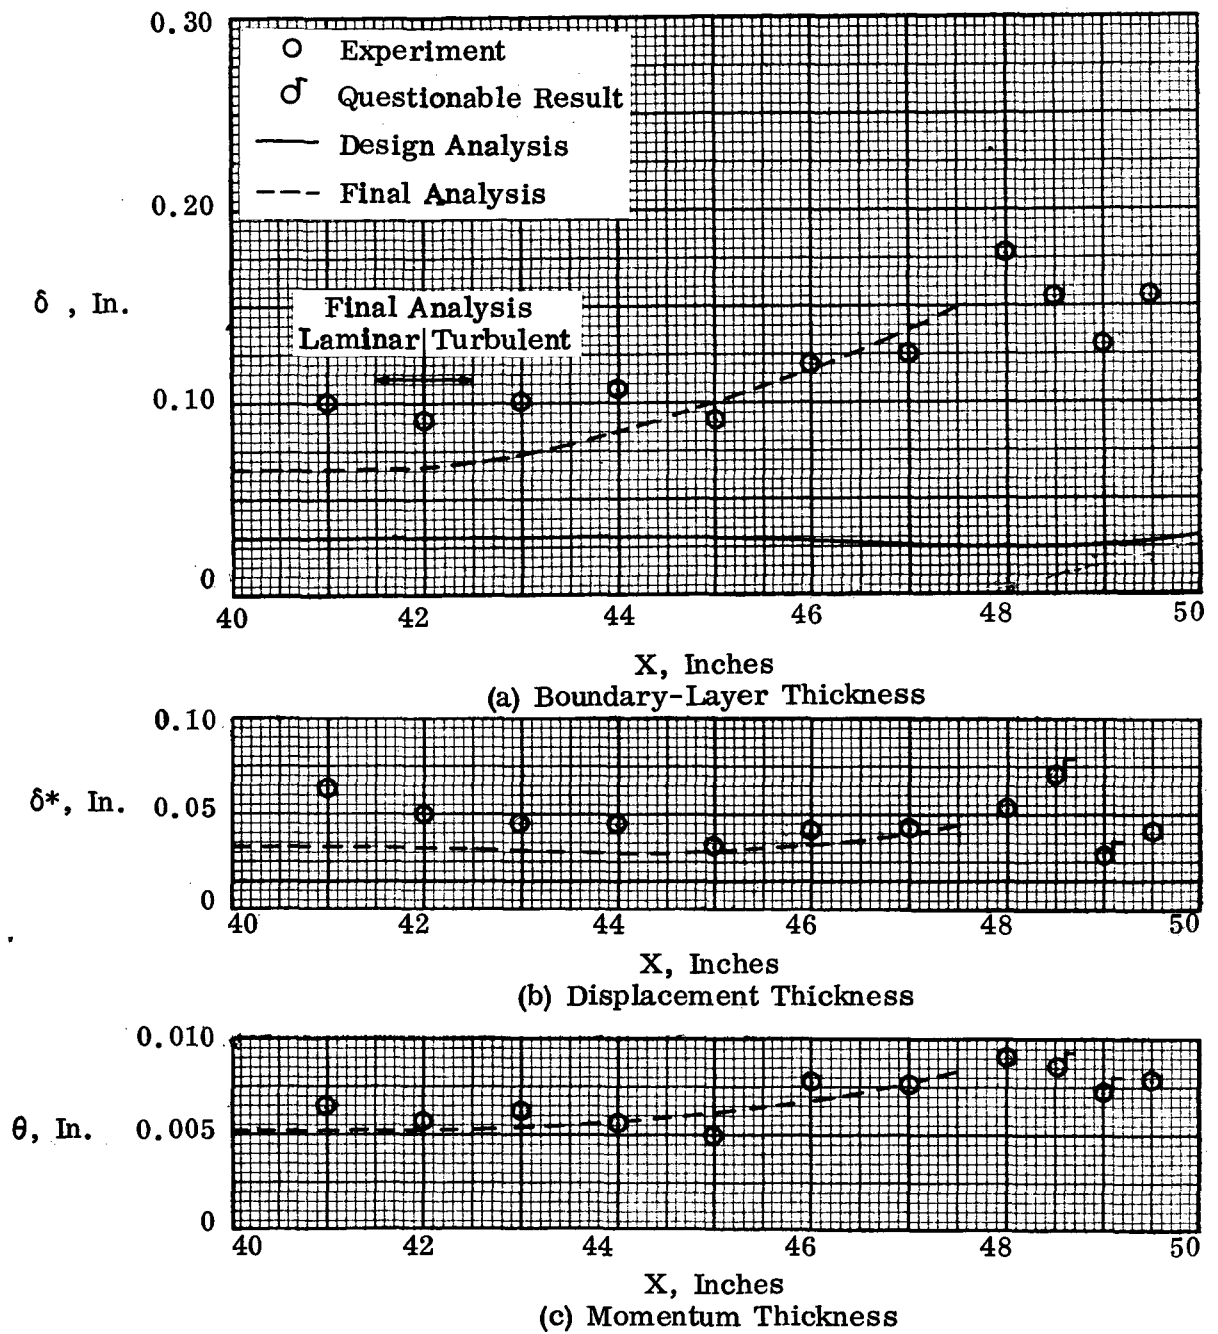 0.30
Experiment
Questionable Result
Design Analysis
Final Analysis
0.20
δ , In.
Final Analysis
Laminar Turbulent
0.10
0
40 42 44 46 48 50
X, Inches
(a) Boundary-Layer Thickness
0.10
δ*, In. 0.05
0
40 42 44 46 48 50
X, Inches
(b) Displacement Thickness
0.010
θ, In. 0.005
0
40 42 44 46 48 50
X, Inches
(c) Momentum Thickness